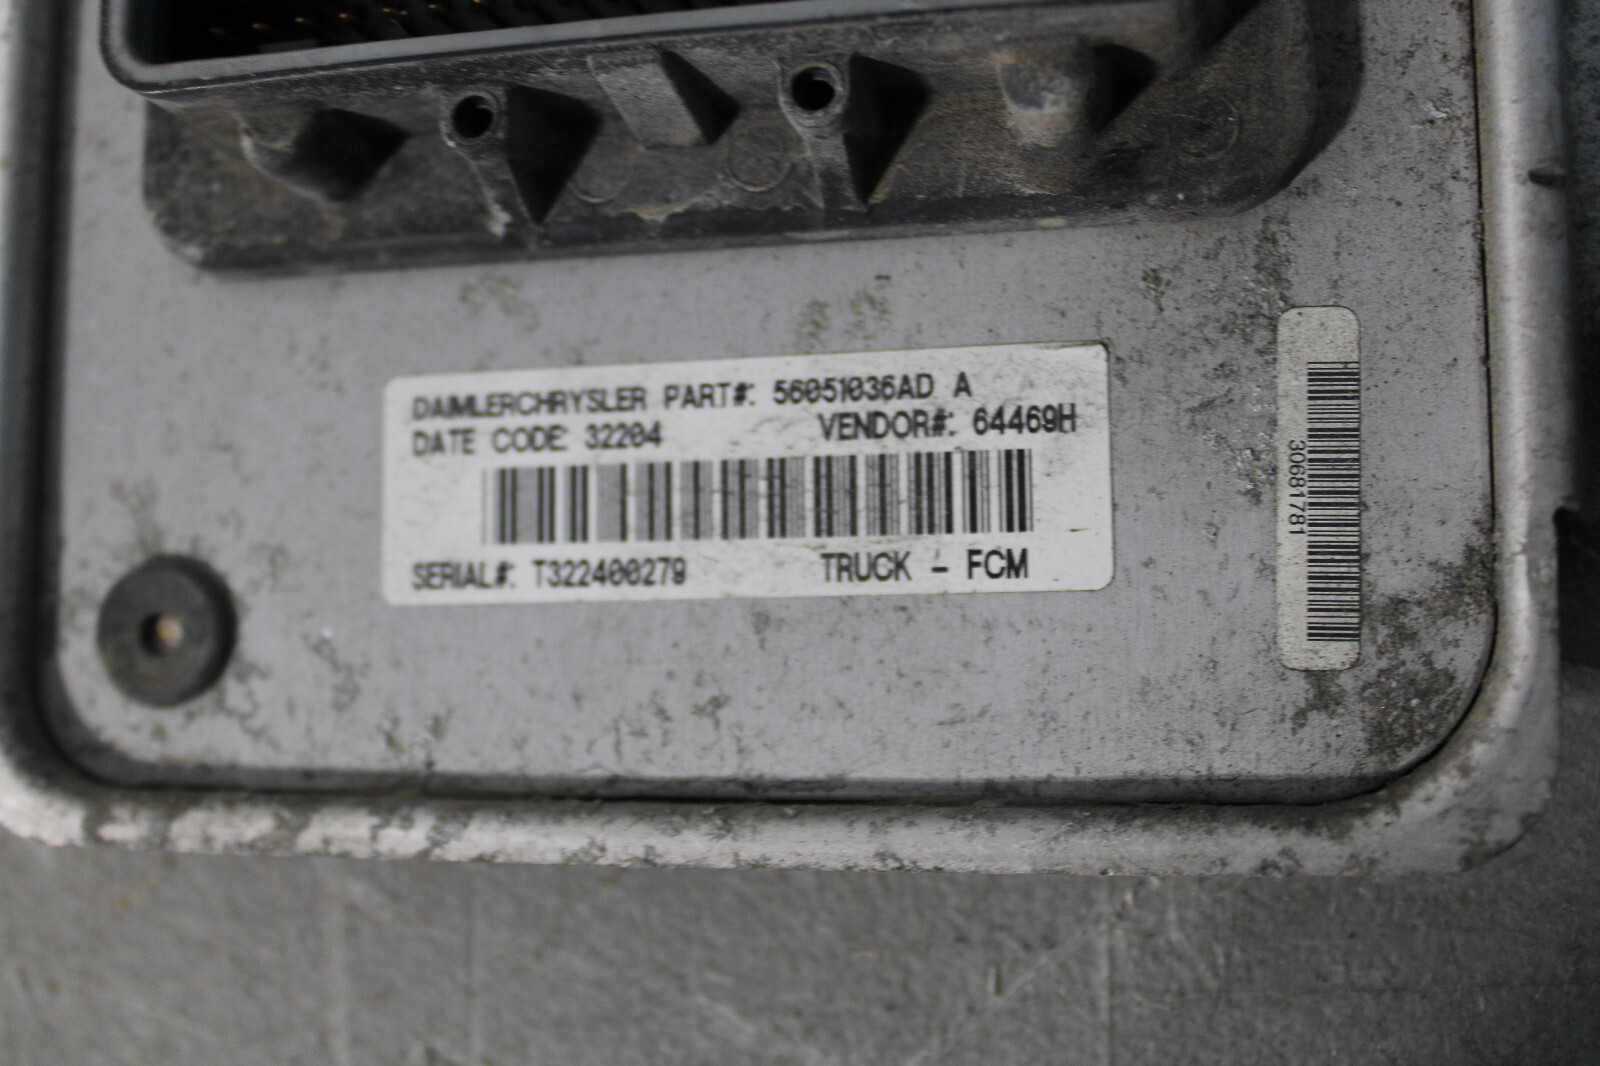 DAIMLERCHRYSLER PART#: 56051036AD A
DATE CODE: 32204 VENDOR#: 64469H
SERIAL#: T322400279 TRUCK - FCM
30681781